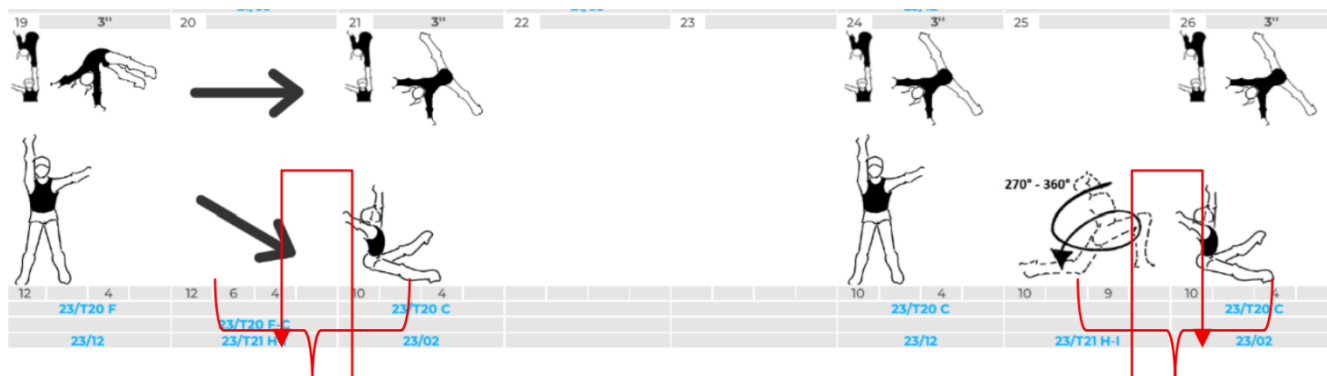 19 3'' 20 21 3'' 22 23 24 3'' 25 26 3''
270° - 360°
12 4 12 6 4 10 4 10 4 10 9 10 4
23/T20 F 23/T20 C 23/T20 C 23/T20 C
23/T20 F-C
23/12 23/T21 H-I 23/02 23/12 23/T21 H-I 23/02